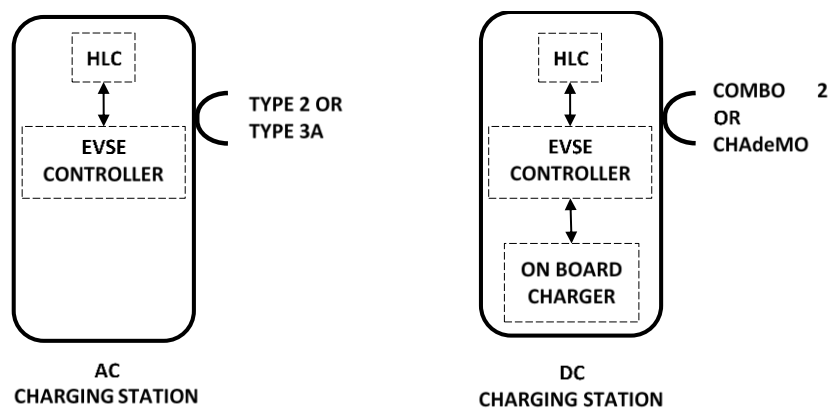 HLC
EVSE
CONTROLLER
TYPE 2 OR
TYPE 3A
AC
CHARGING STATION
HLC
EVSE
CONTROLLER
ON BOARD
CHARGER
COMBO 2
OR
CHAdeMO
DC
CHARGING STATION